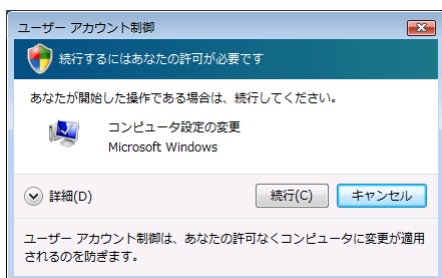 ユーザー アカウント制御
続行するにはあなたの許可が必要です
あなたが開始した操作である場合は、続行してください。
コンピュータ設定の変更
Microsoft Windows
詳細(D)
続行(C)
キャンセル
ユーザー アカウント制御は、あなたの許可なくコンピュータに変更が適用
されるのを防ぎます。